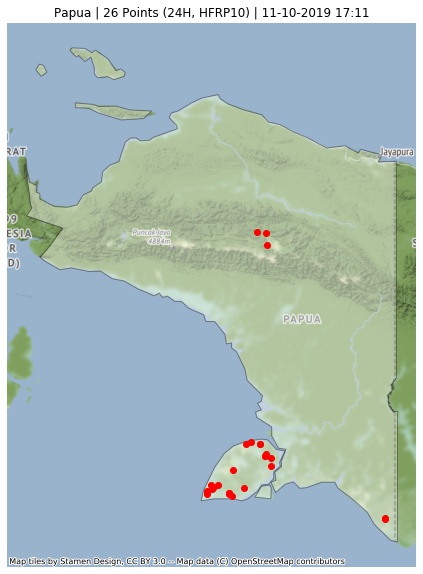 Papua | 26 Points (24H, HFRP10) | 11-10-2019 17:11
RAT
Jayapura
Puncak Jaya
4884m
9
ESIA
R
D)
S
PAPUA
Map tiles by Stamen Design, CC BY 3.0 -- Map data (C) OpenStreetMap contributors